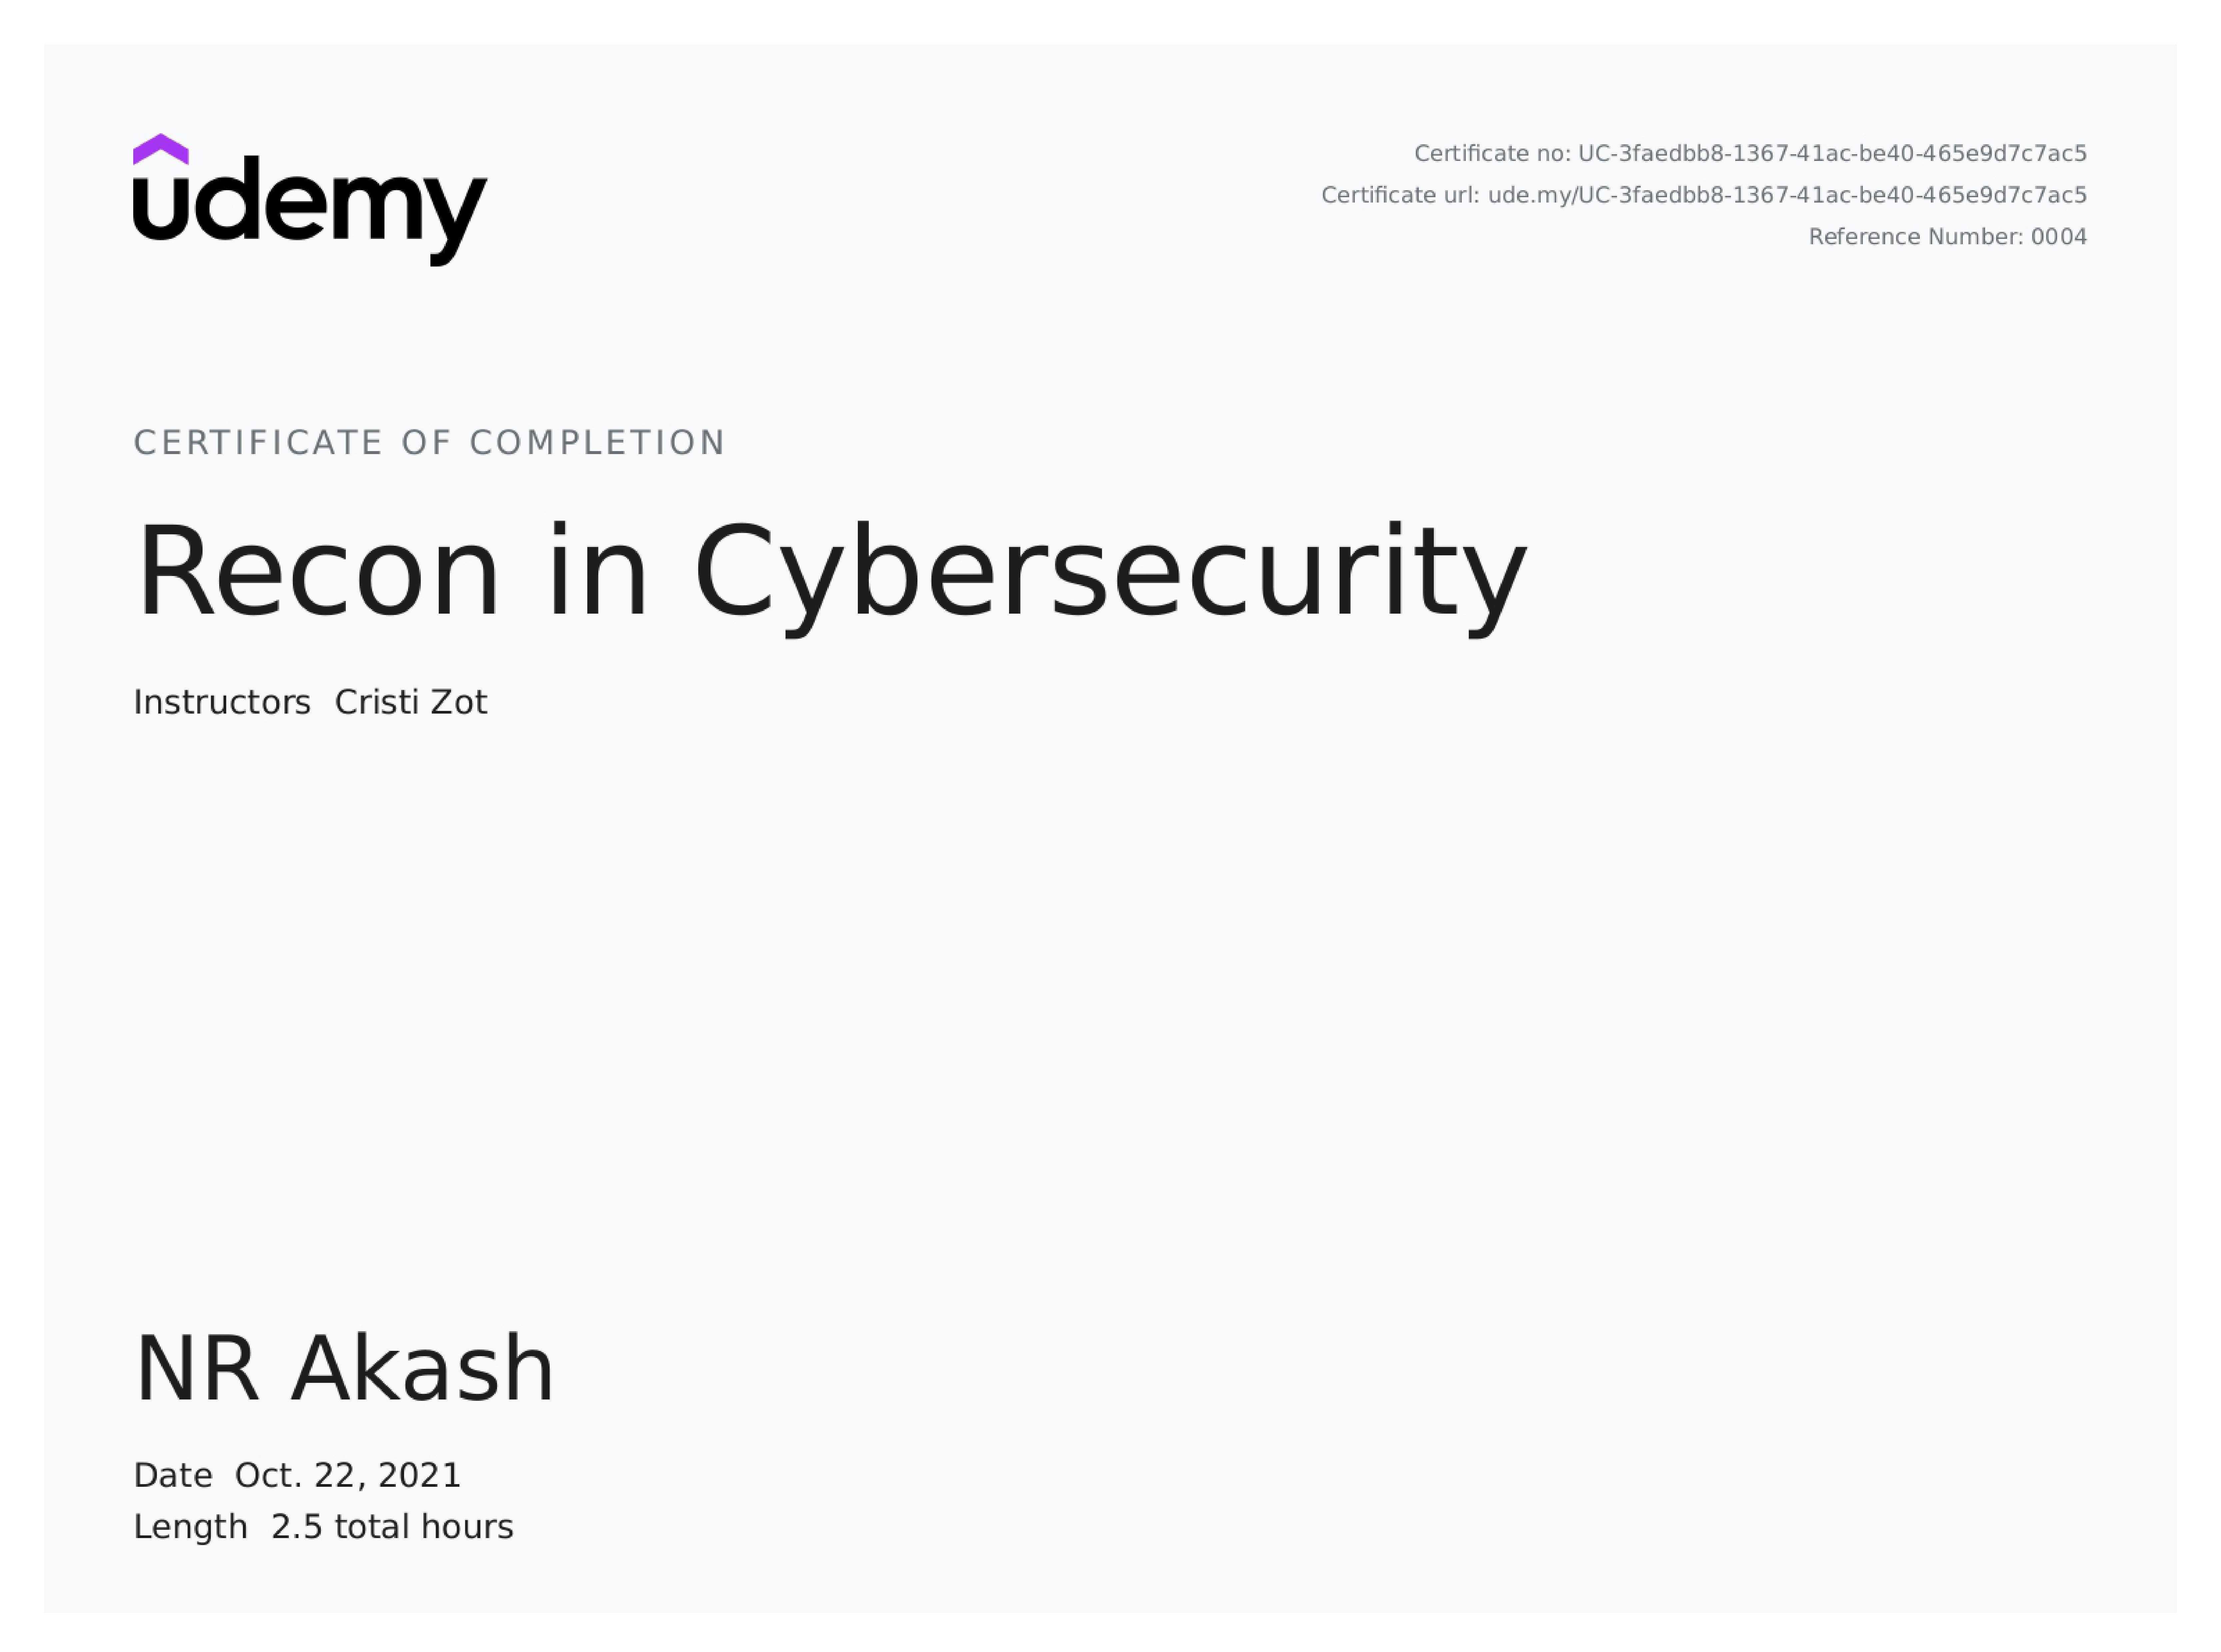 udemy
Certificate no: UC-3faedbb8-1367-41ac-be40-465e9d7c7ac5
Certificate url: ude.my/UC-3faedbb8-1367-41ac-be40-465e9d7c7ac5
Reference Number: 0004
CERTIFICATE OF COMPLETION
Recon in Cybersecurity
Instructors Cristi Zot
NR Akash
Date Oct. 22, 2021
Length 2.5 total hours